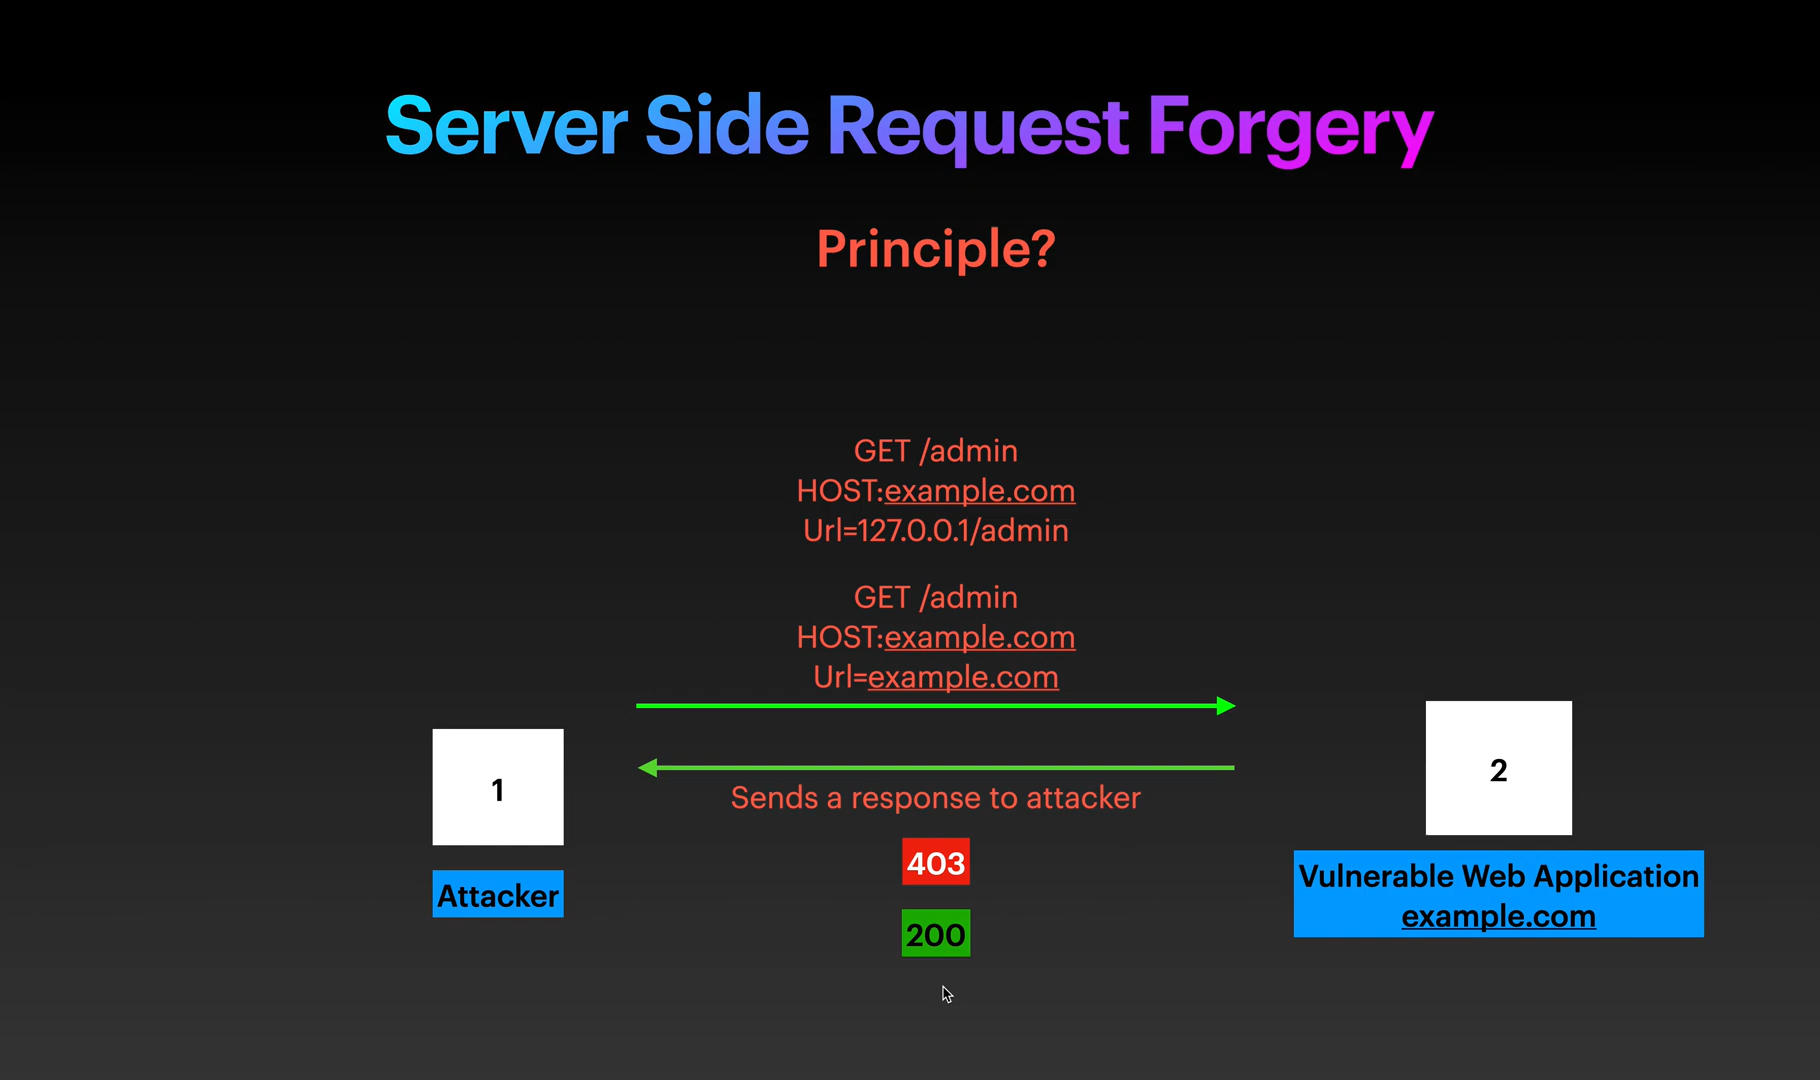 Server Side Request Forgery
Principle?
GET /admin
HOST:example.com
Url=127.0.0.1/admin
GET /admin
HOST:example.com
Url=example.com
1
2
Sends a response to attacker
403
200
Attacker
Vulnerable Web Application
example.com